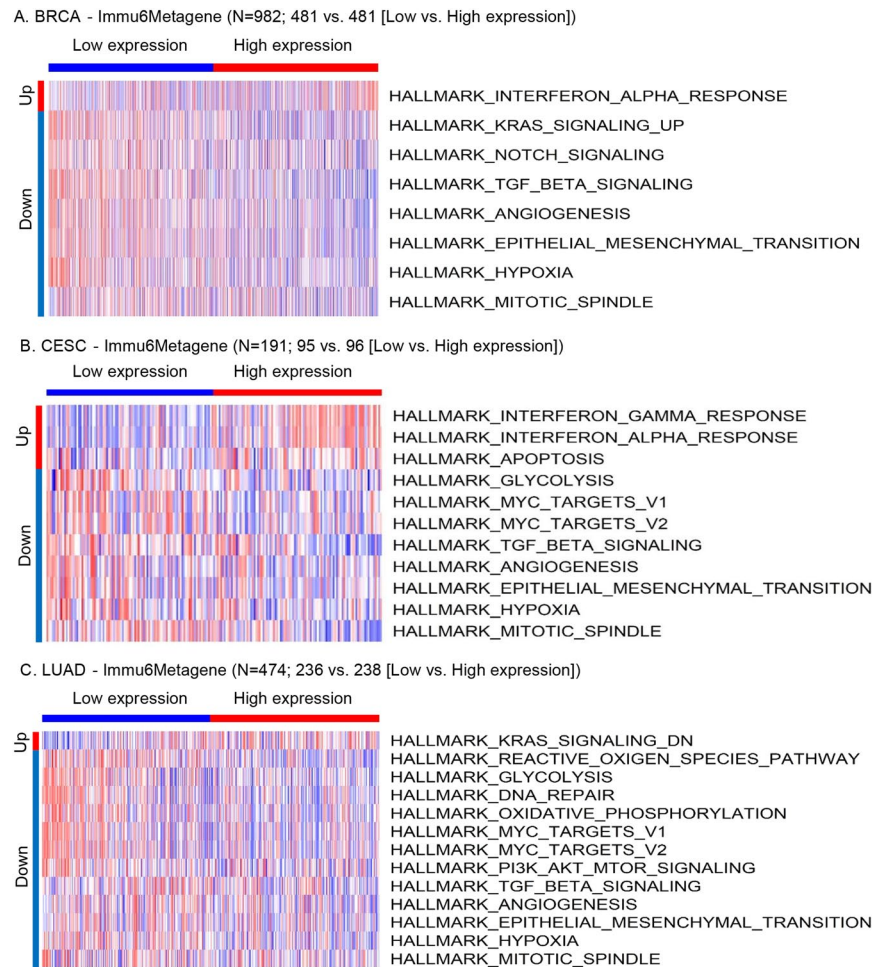 A. BRCA - Immu6Metagene (N=982; 481 vs. 481 [Low vs. High expression])
Low expression High expression
Up
Down
HALLMARK_INTERFERON_ALPHA_RESPONSE
HALLMARK_KRAS_SIGNALING_UP
HALLMARK_NOTCH_SIGNALING
HALLMARK_TGF_BETA_SIGNALING
HALLMARK_ANGIOGENESIS
HALLMARK_EPITHELIAL_MESENCHYMAL_TRANSITION
HALLMARK_HYPOXIA
HALLMARK_MITOTIC_SPINDLE
B. CESC - Immu6Metagene (N=191; 95 vs. 96 [Low vs. High expression])
Low expression High expression
Up
Down
HALLMARK_INTERFERON_GAMMA_RESPONSE
HALLMARK_INTERFERON_ALPHA_RESPONSE
HALLMARK_APOPTOSIS
HALLMARK_GLYCOLYSIS
HALLMARK_MYC_TARGETS_V1
HALLMARK_MYC_TARGETS_V2
HALLMARK_TGF_BETA_SIGNALING
HALLMARK_ANGIOGENESIS
HALLMARK_EPITHELIAL_MESENCHYMAL_TRANSITION
HALLMARK_HYPOXIA
HALLMARK_MITOTIC_SPINDLE
C. LUAD - Immu6Metagene (N=474; 236 vs. 238 [Low vs. High expression])
Low expression High expression
Up
Down
HALLMARK_KRAS_SIGNALING_DN
HALLMARK_REACTIVE_OXIGEN_SPECIES_PATHWAY
HALLMARK_GLYCOLYSIS
HALLMARK_DNA_REPAIR
HALLMARK_OXIDATIVE_PHOSPHORYLATION
HALLMARK_MYC_TARGETS_V1
HALLMARK_MYC_TARGETS_V2
HALLMARK_PI3K_AKT_MTOR_SIGNALING
HALLMARK_TGF_BETA_SIGNALING
HALLMARK_ANGIOGENESIS
HALLMARK_EPITHELIAL_MESENCHYMAL_TRANSITION
HALLMARK_HYPOXIA
HALLMARK_MITOTIC_SPINDLE